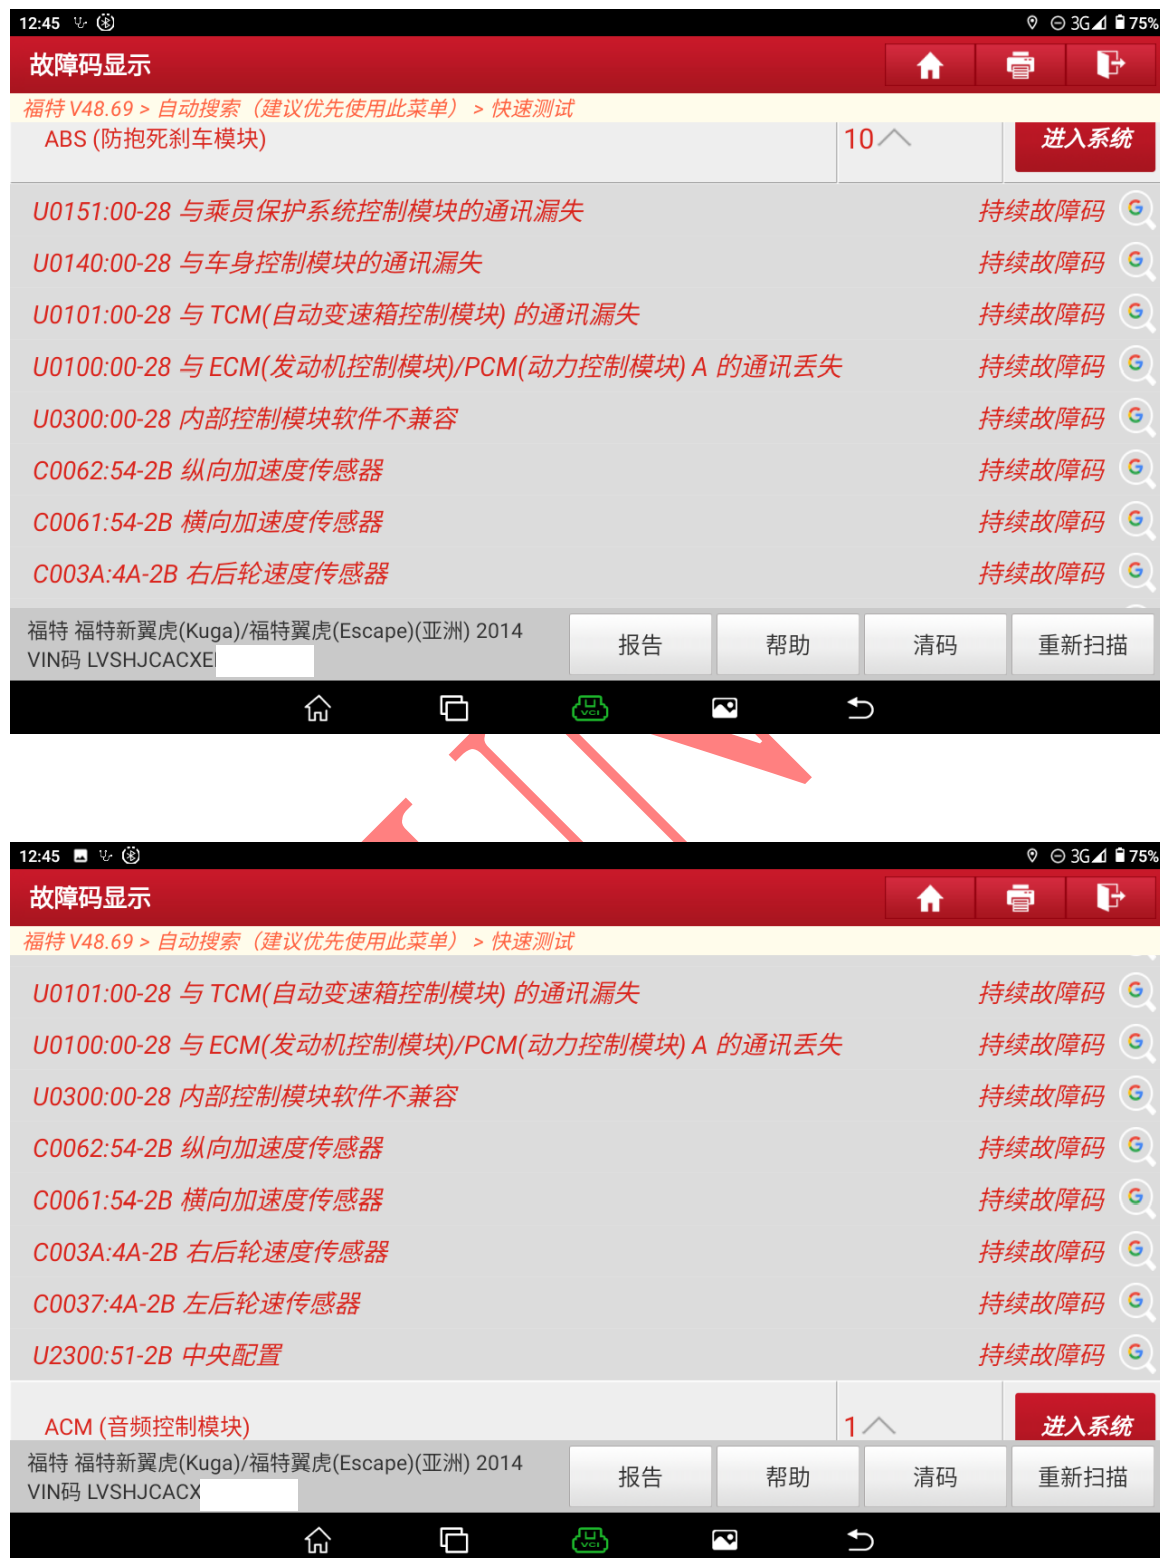 12:45 3G 75%
故障码显示
福特 V48.69 > 自动搜索（建议优先使用此菜单） > 快速测试
ABS (防抱死刹车模块) 10 进入系统
U0151:00-28 与乘员保护系统控制模块的通讯漏失 持续故障码
U0140:00-28 与车身控制模块的通讯漏失 持续故障码
U0101:00-28 与 TCM(自动变速箱控制模块) 的通讯漏失 持续故障码
U0100:00-28 与 ECM(发动机控制模块)/PCM(动力控制模块) A 的通讯丢失 持续故障码
U0300:00-28 内部控制模块软件不兼容 持续故障码
C0062:54-2B 纵向加速度传感器 持续故障码
C0061:54-2B 横向加速度传感器 持续故障码
C003A:4A-2B 右后轮速度传感器 持续故障码
福特 福特新翼虎(Kuga)/福特翼虎(Escape)(亚洲) 2014
VIN码 LVSHJCACXE
报告 帮助 清码 重新扫描
VCI
12:45 3G 75%
故障码显示
福特 V48.69 > 自动搜索（建议优先使用此菜单） > 快速测试
U0101:00-28 与 TCM(自动变速箱控制模块) 的通讯漏失 持续故障码
U0100:00-28 与 ECM(发动机控制模块)/PCM(动力控制模块) A 的通讯丢失 持续故障码
U0300:00-28 内部控制模块软件不兼容 持续故障码
C0062:54-2B 纵向加速度传感器 持续故障码
C0061:54-2B 横向加速度传感器 持续故障码
C003A:4A-2B 右后轮速度传感器 持续故障码
C0037:4A-2B 左后轮速传感器 持续故障码
U2300:51-2B 中央配置 持续故障码
ACM (音频控制模块) 1 进入系统
福特 福特新翼虎(Kuga)/福特翼虎(Escape)(亚洲) 2014
VIN码 LVSHJCACX
报告 帮助 清码 重新扫描
VCI